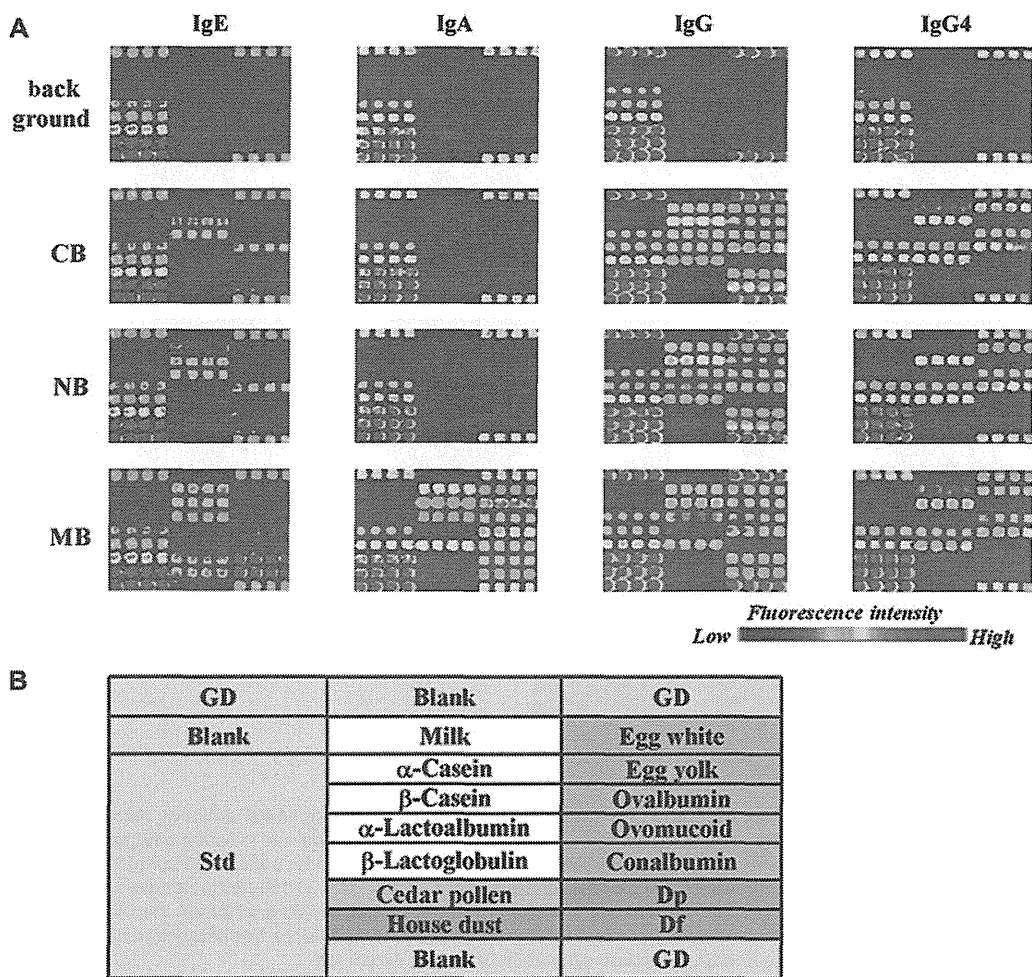 A
IgE IgA IgG IgG4
back
ground
CB
NB
MB
Fluorescence intensity
Low High
B
GD Blank GD
Blank Milk Egg white
α-Casein Egg yolk
β-Casein Ovalbumin
α-Lactoalbumin Ovomucoid
Std β-Lactoglobulin Conalbumin
Cedar pollen Dp
House dust Df
Blank GD